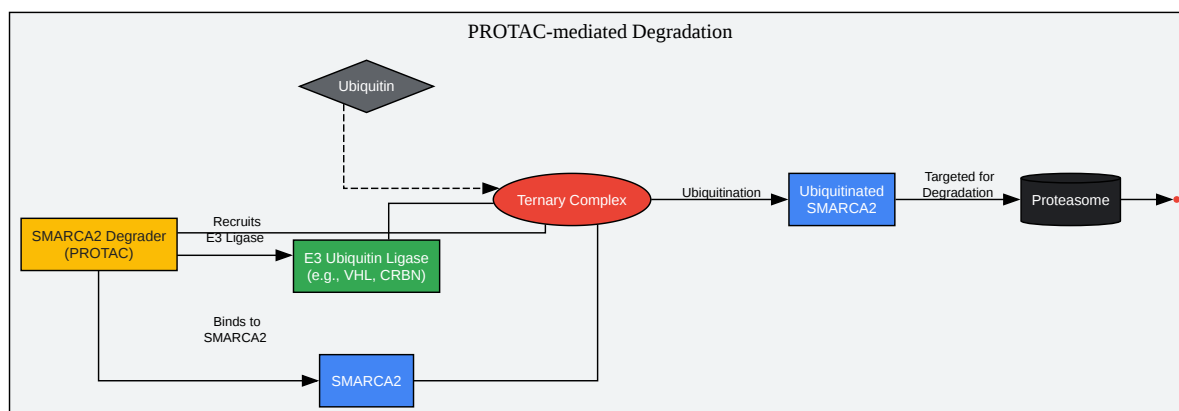 PROTAC-mediated Degradation
Ubiquitin
Ternary Complex
Ubiquitination
Ubiquitinated
SMARCA2
Targeted for
Degradation
Proteasome
SMARCA2 Degrader
(PROTAC)
Recruits
E3 Ligase
E3 Ubiquitin Ligase
(e.g., VHL, CRBN)
Binds to
SMARCA2
SMARCA2